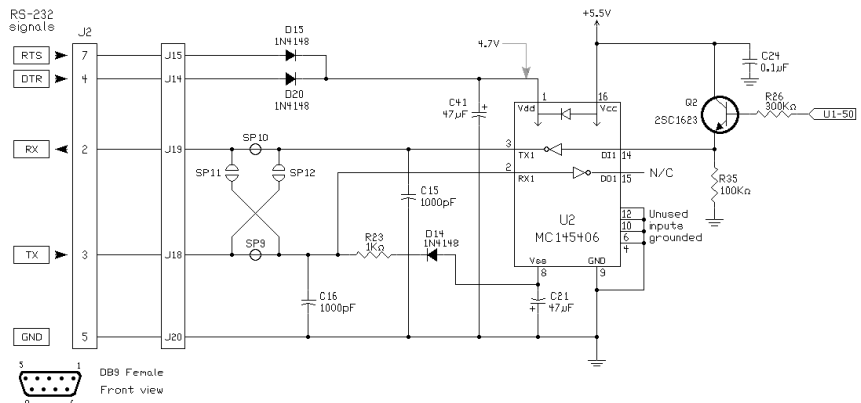 RS-232
signals
J2
RTS
7
J15
D15
1N4148
DTR
4
J14
D20
1N4148
4.7V
+5.5V
C24
0.1µF
C41
47µF
+
1
Vdd
16
Vcc
Q2
2SC1623
R26
300KΩ
U1-50
RX
2
J19
SP10
SP11
SP12
3
TX1
DI1
14
2
RX1
DO1
15
N/C
R35
100KΩ
C15
1000pF
U2
MC145406
12
10
6
4
Unused
inputs
grounded
TX
3
J18
SP9
R23
1KΩ
D14
1N4148
Vss
8
GND
9
C16
1000pF
C21
47µF
+
GND
5
J20
5
1
DB9 Female
Front view
9
6